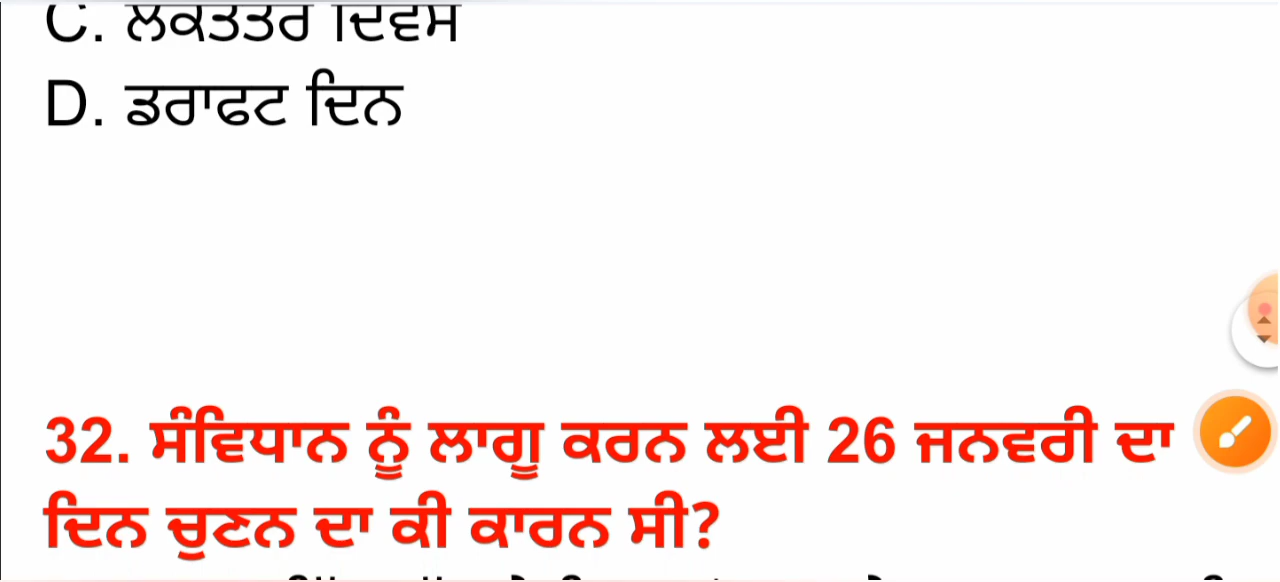 C. ਲੋਕਤੰਤਰ ਦਿਵਸ
D. ਡਰਾਫਟ ਦਿਨ
32. ਸੰਵਿਧਾਨ ਨੂੰ ਲਾਗੂ ਕਰਨ ਲਈ 26 ਜਨਵਰੀ ਦਾ
ਦਿਨ ਚੁਣਨ ਦਾ ਕੀ ਕਾਰਨ ਸੀ?